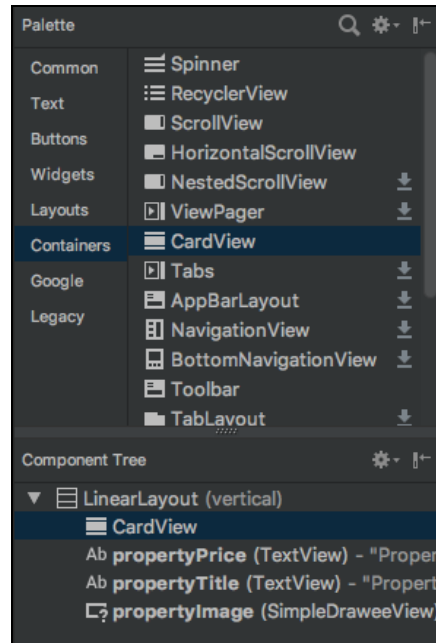 Palette
Common
Text
Buttons
Widgets
Layouts
Containers
Google
Legacy
Spinner
RecyclerView
ScrollView
HorizontalScrollView
NestedScrollView
ViewPager
CardView
Tabs
AppBarLayout
NavigationView
BottomNavigationView
Toolbar
TabLayout
Component Tree
LinearLayout (vertical)
CardView
Ab propertyPrice (TextView) - "Proper
Ab propertyTitle (TextView) - "Propert
propertyImage (SimpleDraweeView)